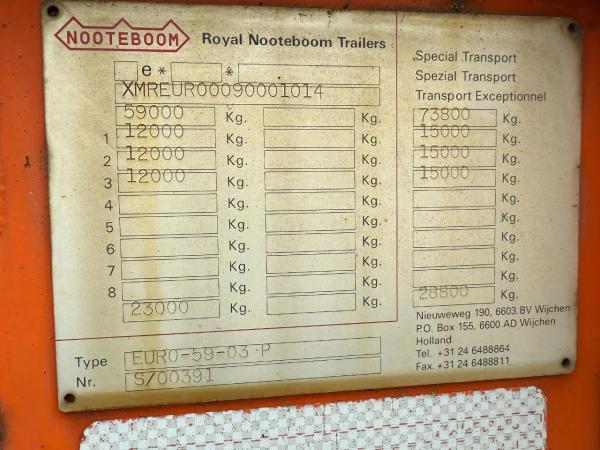 NOOTEBOOM Royal Nooteboom Trailers
e* *
XMREUR00090001014
59000 Kg. Kg.
1 12000 Kg. Kg.
2 12000 Kg. Kg.
3 12000 Kg. Kg.
4 Kg. Kg.
5 Kg. Kg.
6 Kg. Kg.
7 Kg. Kg.
8 Kg. Kg.
23000 Kg. Kg.
Special Transport
Spezial Transport
Transport Exceptionnel
73800 Kg.
15000 Kg.
15000 Kg.
15000 Kg.
Kg.
Kg.
Kg.
Kg.
Kg.
28800 Kg.
Nieuweweg 190, 6603 BV Wijchen
P.O. Box 155, 6600 AD Wijchen
Holland
Tel. +31 24 6488864
Fax. +31 24 6488811
Type EURO-59-03 P
Nr. S/00391